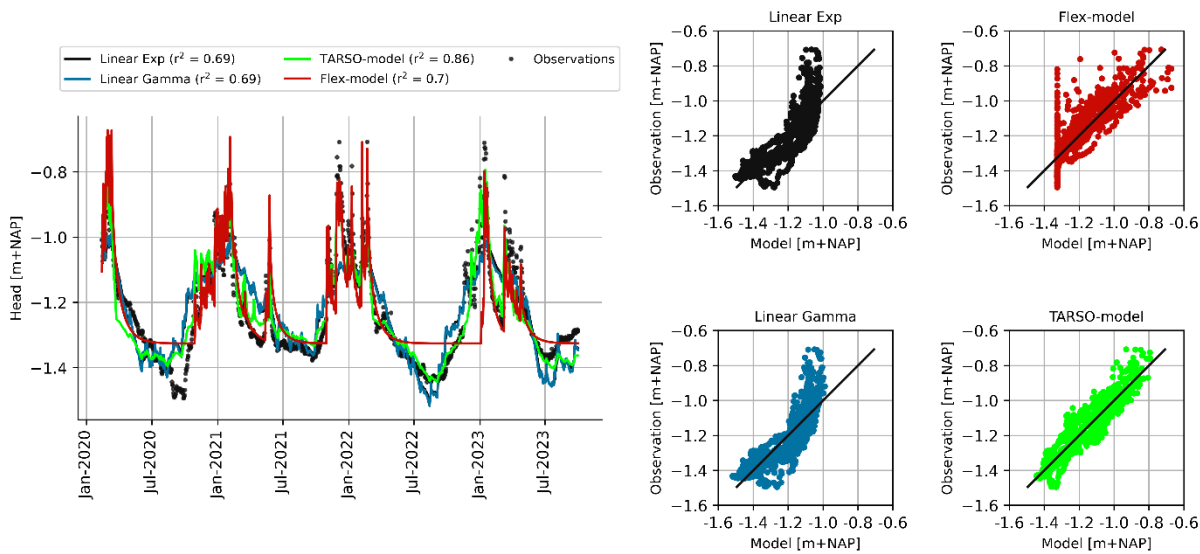 Linear Exp (r² = 0.69)
Linear Gamma (r² = 0.69)
TARSO-model (r² = 0.86)
Flex-model (r² = 0.7)
Observations
Head [m+NAP]
−0.8
−1.0
−1.2
−1.4
Jan-2020
Jul-2020
Jan-2021
Jul-2021
Jan-2022
Jul-2022
Jan-2023
Jul-2023
Linear Exp
Observation [m+NAP]
−0.6
−0.8
−1.0
−1.2
−1.4
−1.6
-1.6 -1.4 -1.2 -1.0 -0.8 -0.6
Model [m+NAP]
Flex-model
Observation [m+NAP]
−0.6
−0.8
−1.0
−1.2
−1.4
−1.6
-1.6 -1.4 -1.2 -1.0 -0.8 -0.6
Model [m+NAP]
Linear Gamma
Observation [m+NAP]
−0.6
−0.8
−1.0
−1.2
−1.4
−1.6
-1.6 -1.4 -1.2 -1.0 -0.8 -0.6
Model [m+NAP]
TARSO-model
Observation [m+NAP]
−0.6
−0.8
−1.0
−1.2
−1.4
−1.6
-1.6 -1.4 -1.2 -1.0 -0.8 -0.6
Model [m+NAP]